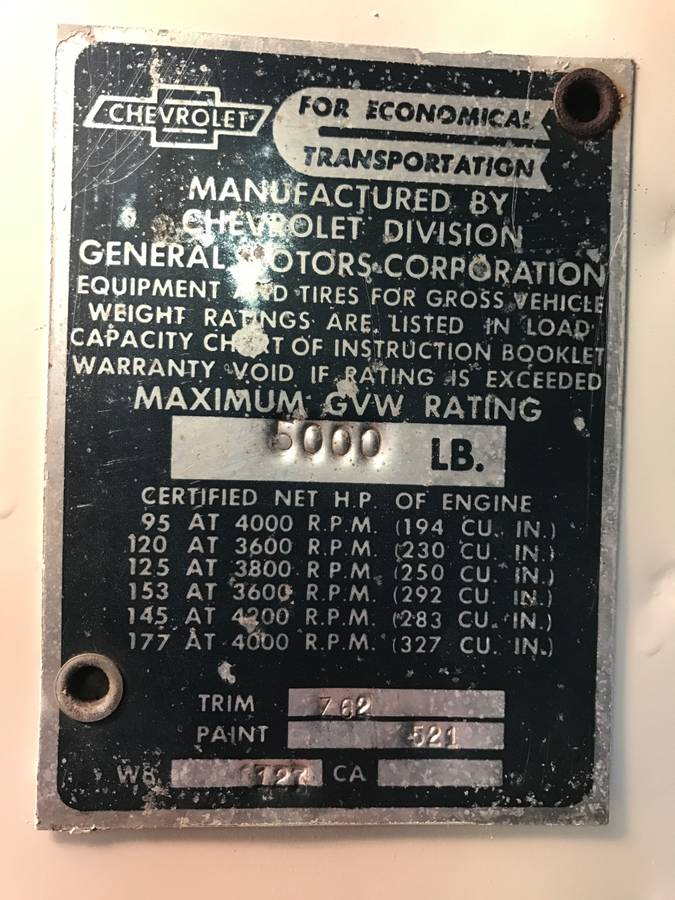 CHEVROLET
FOR ECONOMICAL
TRANSPORTATION
MANUFACTURED BY
CHEVROLET DIVISION
GENERAL MOTORS CORPORATION
EQUIPMENT AND TIRES FOR GROSS VEHICLE
WEIGHT RATINGS ARE LISTED IN LOAD
CAPACITY CHART OF INSTRUCTION BOOKLET
WARRANTY VOID IF RATING IS EXCEEDED
MAXIMUM GVW RATING
5000 LB.
CERTIFIED NET H.P. OF ENGINE
95 AT 4000 R.P.M. (194 CU. IN.)
120 AT 3600 R.P.M. (230 CU. IN.)
125 AT 3800 R.P.M. (250 CU. IN.)
153 AT 3600 R.P.M. (292 CU. IN.)
145 AT 4200 R.P.M. (283 CU. IN.)
177 AT 4000 R.P.M. (327 CU. IN.)
TRIM 762
PAINT 521
WB 127 CA